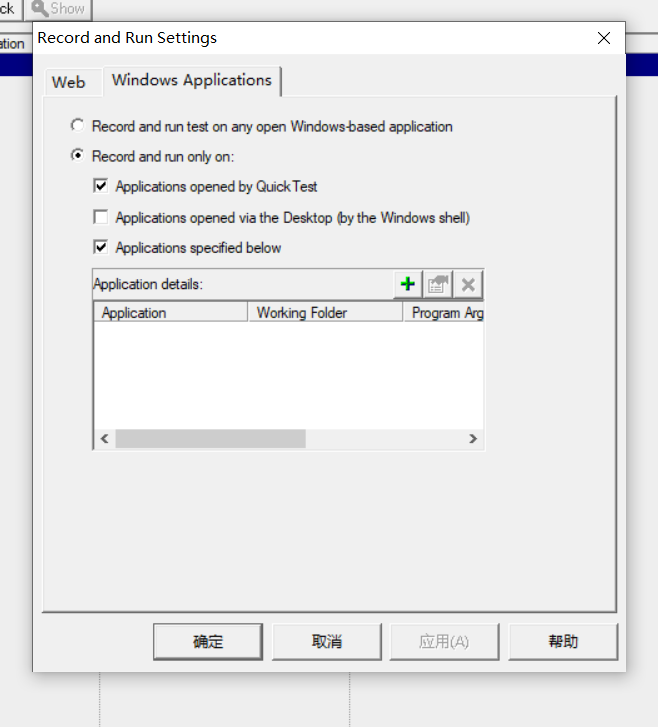 ck
Show
Record and Run Settings
ation
Web
Windows Applications
Record and run test on any open Windows-based application
Record and run only on:
Applications opened by Quick Test
Applications opened via the Desktop (by the Windows shell)
Applications specified below
Application details:
Application
Working Folder
Program Arg
确定
取消
应用(A)
帮助